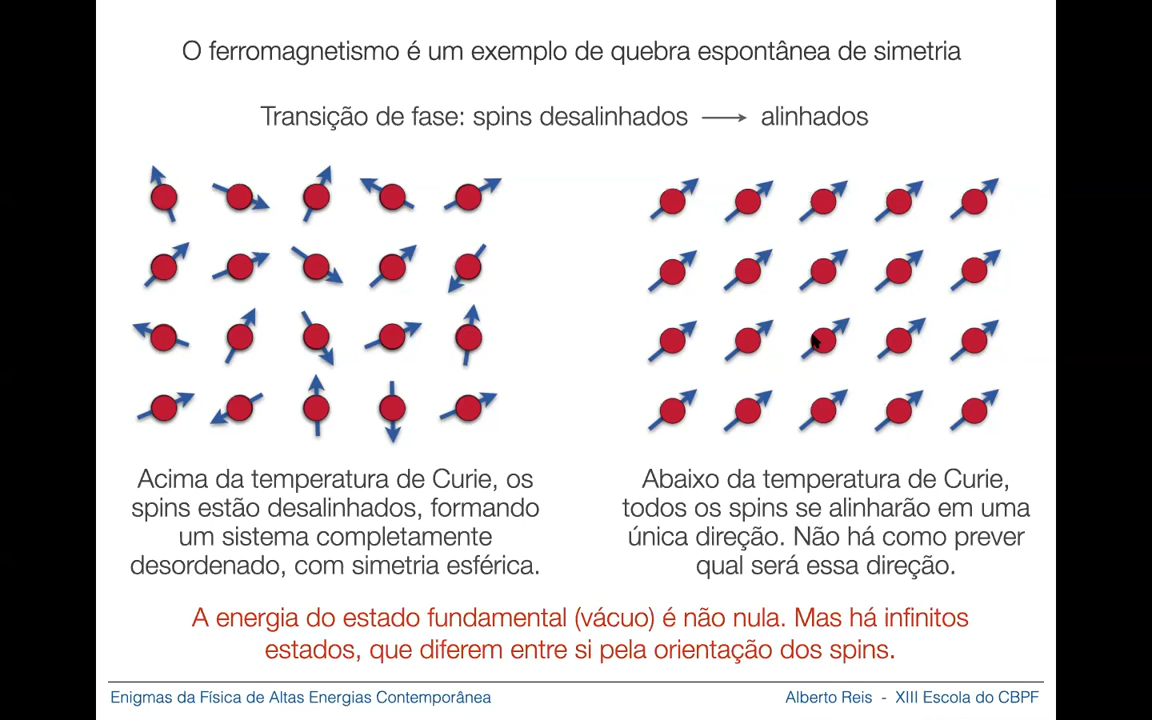 O ferromagnetismo é um exemplo de quebra espontânea de simetria
Transição de fase: spins desalinhados → alinhados
Acima da temperatura de Curie, os
spins estão desalinhados, formando
um sistema completamente
desordenado, com simetria esférica.
Abaixo da temperatura de Curie,
todos os spins se alinharão em uma
única direção. Não há como prever
qual será essa direção.
A energia do estado fundamental (vácuo) é não nula. Mas há infinitos
estados, que diferem entre si pela orientação dos spins.
Enigmas da Física de Altas Energias Contemporânea
Alberto Reis - XIII Escola do CBPF